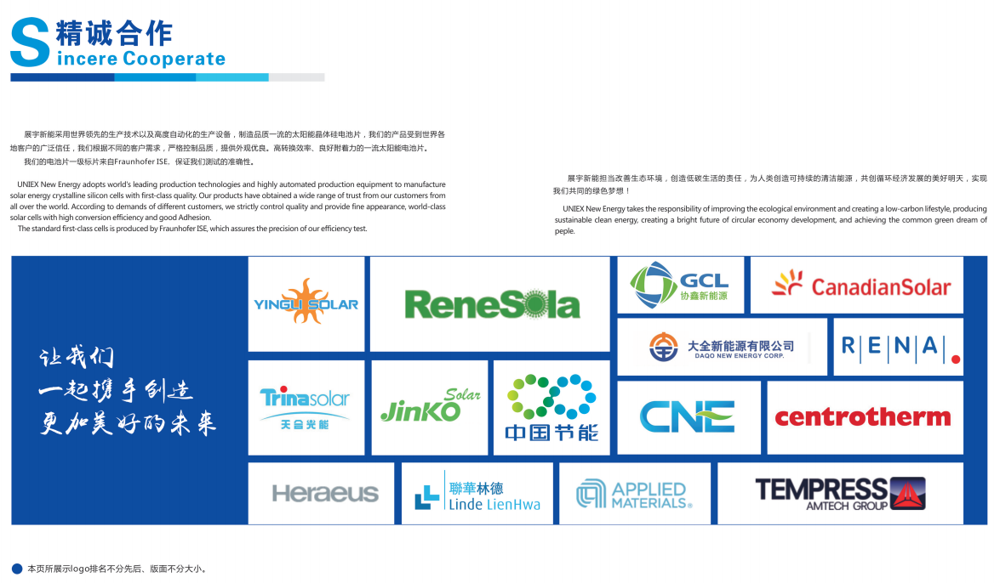 S 精诚合作
incere Cooperate
展宇新能采用世界领先的生产技术以及高度自动化的生产设备，制造品质一流的太阳能晶体硅电池片，我们的产品受到世界各
地客户的广泛信任，我们根据不同的客户需求，严格控制品质，提供外观优良。高转换效率、良好附着力的一流太阳能电池片。
我们的电池片一级标片来自Fraunhofer ISE，保证我们测试的准确性。
UNIEX New Energy adopts world's leading production technologies and highly automated production equipment to manufacture
solar energy crystalline silicon cells with first-class quality. Our products have obtained a wide range of trust from our customers from
all over the world. According to demands of different customers, we strictly control quality and provide fine appearance, world-class
solar cells with high conversion efficiency and good Adhesion.
The standard first-class cells is produced by Fraunhofer ISE, which assures the precision of our efficiency test.
展宇新能担当改善生态环境，创造低碳生活的责任，为人类创造可持续的清洁能源，共创循环经济发展的美好明天，实现
我们共同的绿色梦想！
UNIEX New Energy takes the responsibility of improving the ecological environment and creating a low-carbon lifestyle, producing
sustainable clean energy, creating a bright future of circular economy development, and achieving the common green dream of
peple.
让我们
一起携手创造
更加美好的未来
YINGLI SOLAR
ReneSola
GCL
协鑫新能源
CanadianSolar
大全新能源有限公司
DAQO NEW ENERGY CORP.
R|E|N|A|
Trinasolar
天合光能
JinKO Solar
中国节能
CNE
centrotherm
Heraeus
聯華林德
Linde LienHwa
APPLIED
MATERIALS®
TEMPRESS
AMTECH GROUP
本页所展示logo排名不分先后、版面不分大小。